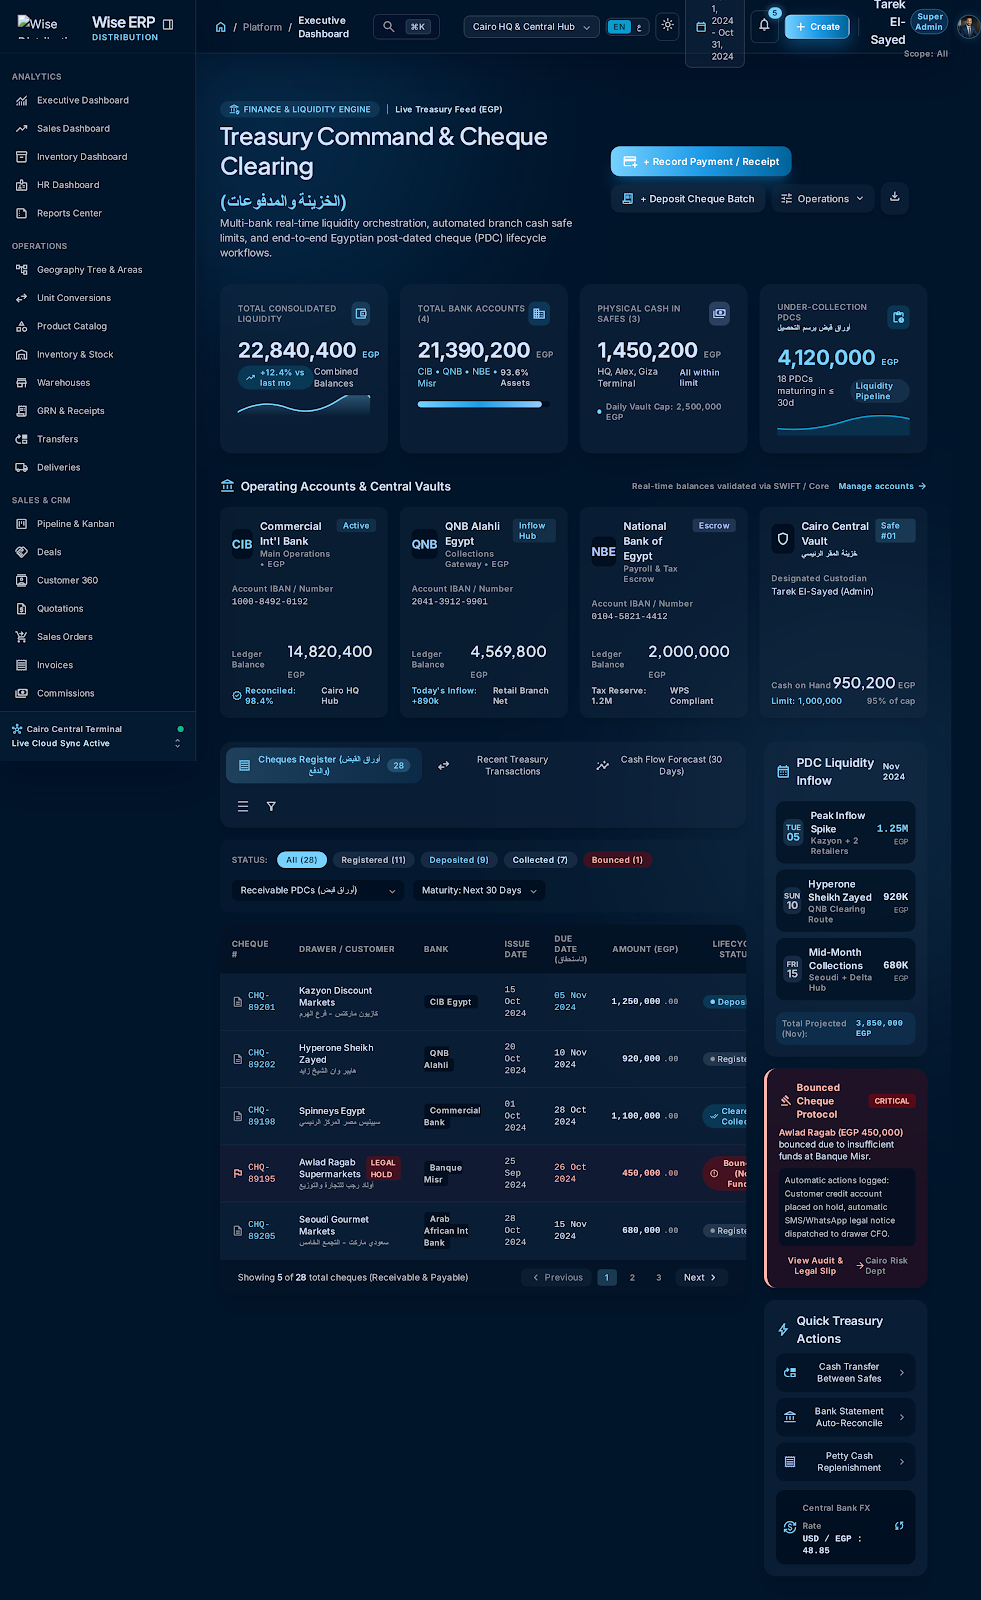 Wise
Distribution
Wise ERP
DISTRIBUTION
/ Platform / Executive Dashboard
⌘K
Cairo HQ & Central Hub
EN ع
1, 2024 - Oct 31, 2024
5
+ Create
Tarek El-Sayed
Super Admin
Scope: All
ANALYTICS
Executive Dashboard
Sales Dashboard
Inventory Dashboard
HR Dashboard
Reports Center
OPERATIONS
Geography Tree & Areas
Unit Conversions
Product Catalog
Inventory & Stock
Warehouses
GRN & Receipts
Transfers
Deliveries
SALES & CRM
Pipeline & Kanban
Deals
Customer 360
Quotations
Sales Orders
Invoices
Commissions
Cairo Central Terminal
Live Cloud Sync Active
FINANCE & LIQUIDITY ENGINE | Live Treasury Feed (EGP)
Treasury Command & Cheque
Clearing
(الخزينة والمدفوعات)
Multi-bank real-time liquidity orchestration, automated branch cash safe
limits, and end-to-end Egyptian post-dated cheque (PDC) lifecycle
workflows.
+ Record Payment / Receipt
+ Deposit Cheque Batch
Operations
TOTAL CONSOLIDATED
LIQUIDITY
22,840,400 EGP
+12.4% vs last mo
Combined Balances
TOTAL BANK ACCOUNTS
(4)
21,390,200 EGP
CIB • QNB • NBE • Misr
93.6% Assets
PHYSICAL CASH IN
SAFES (3)
1,450,200 EGP
HQ, Alex, Giza Terminal
All within limit
Daily Vault Cap: 2,500,000
EGP
UNDER-COLLECTION
PDCS
أوراق قبض برسم التحصيل
4,120,000 EGP
18 PDCs maturing in ≤ 30d
Liquidity Pipeline
Operating Accounts & Central Vaults
Real-time balances validated via SWIFT / Core
Manage accounts →
CIB
Commercial Int'l Bank
Active
Main Operations • EGP
Account IBAN / Number
1000-8492-0192
Ledger Balance
14,820,400 EGP
Reconciled: 98.4%
Cairo HQ Hub
QNB
QNB Alahli Egypt
Inflow Hub
Collections Gateway • EGP
Account IBAN / Number
2041-3912-9901
Ledger Balance
4,569,800 EGP
Today's Inflow: +890k
Retail Branch Net
NBE
National Bank of Egypt
Escrow
Payroll & Tax Escrow
Account IBAN / Number
0104-5821-4412
Ledger Balance
2,000,000 EGP
Tax Reserve: 1.2M
WPS Compliant
Cairo Central Vault
Safe #01
خزينة المقر الرئيسي
Designated Custodian
Tarek El-Sayed (Admin)
Cash on Hand 950,200 EGP
Limit: 1,000,000
95% of cap
Cheques Register (أوراق القبض والدفع)
28
Recent Treasury Transactions
Cash Flow Forecast (30 Days)
STATUS:
All (28)
Registered (11)
Deposited (9)
Collected (7)
Bounced (1)
Receivable PDCs (أوراق قبض)
Maturity: Next 30 Days
CHEQUE #
DRAWER / CUSTOMER
BANK
ISSUE DATE
DUE DATE (الاستحقاق)
AMOUNT (EGP)
LIFECYC
STATU
CHQ-89201
Kazyon Discount Markets
كازيون ماركتس - فرع الهرم
CIB Egypt
15 Oct 2024
05 Nov 2024
1,250,000 .00
Deposi
CHQ-89202
Hyperone Sheikh Zayed
هايبر وان الشيخ زايد
QNB Alahli
20 Oct 2024
10 Nov 2024
920,000 .00
Registe
CHQ-89198
Spinneys Egypt
سبينيس مصر المركز الرئيسي
Commercial Bank
01 Oct 2024
28 Oct 2024
1,100,000 .00
Cleare
Collec
CHQ-89195
Awlad Ragab Supermarkets
LEGAL HOLD
أولاد رجب للتجارة والتوزيع
Banque Misr
25 Sep 2024
26 Oct 2024
450,000 .00
Boun
(No
Fund
CHQ-89205
Seoudi Gourmet Markets
سعودي ماركت - التجمع الخامس
Arab African Int Bank
28 Oct 2024
15 Nov 2024
680,000 .00
Registe
Showing 5 of 28 total cheques (Receivable & Payable)
Previous
1
2
3
Next
PDC Liquidity Inflow
Nov 2024
TUE 05
Peak Inflow Spike
Kazyon + 2 Retailers
1.25M EGP
SUN 10
Hyperone Sheikh Zayed
QNB Clearing Route
920K EGP
FRI 15
Mid-Month Collections
Seoudi + Delta Hub
680K EGP
Total Projected (Nov):
3,850,000 EGP
Bounced Cheque Protocol
CRITICAL
Awlad Ragab (EGP 450,000)
bounced due to insufficient
funds at Banque Misr.
Automatic actions logged:
Customer credit account
placed on hold, automatic
SMS/WhatsApp legal notice
dispatched to drawer CFO.
View Audit & Legal Slip →
Cairo Risk Dept
Quick Treasury Actions
Cash Transfer Between Safes
Bank Statement Auto-Reconcile
Petty Cash Replenishment
Central Bank FX
Rate
USD / EGP :
48.85